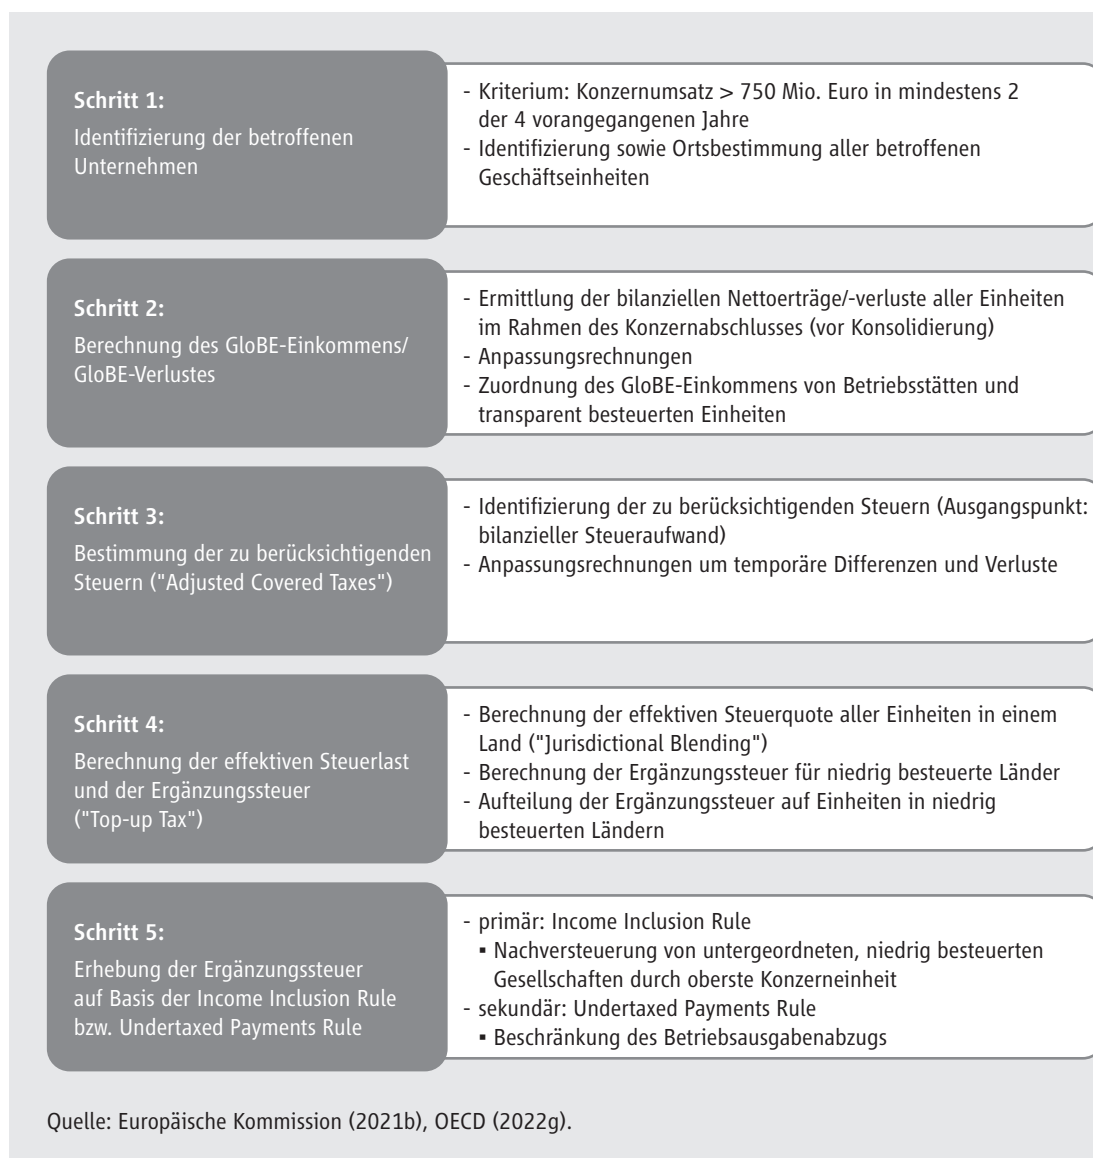 Schritt 1:
Identifizierung der betroffenen
Unternehmen
- Kriterium: Konzernumsatz > 750 Mio. Euro in mindestens 2
der 4 vorangegangenen Jahre
- Identifizierung sowie Ortsbestimmung aller betroffenen
Geschäftseinheiten
Schritt 2:
Berechnung des GloBE-Einkommens/
GloBE-Verlustes
- Ermittlung der bilanziellen Nettoerträge/-verluste aller Einheiten
im Rahmen des Konzernabschlusses (vor Konsolidierung)
- Anpassungsrechnungen
- Zuordnung des GloBE-Einkommens von Betriebsstätten und
transparent besteuerten Einheiten
Schritt 3:
Bestimmung der zu berücksichtigenden
Steuern ("Adjusted Covered Taxes")
- Identifizierung der zu berücksichtigenden Steuern (Ausgangspunkt:
bilanzieller Steueraufwand)
- Anpassungsrechnungen um temporäre Differenzen und Verluste
Schritt 4:
Berechnung der effektiven Steuerlast
und der Ergänzungssteuer
("Top-up Tax")
- Berechnung der effektiven Steuerquote aller Einheiten in einem
Land ("Jurisdictional Blending")
- Berechnung der Ergänzungssteuer für niedrig besteuerte Länder
- Aufteilung der Ergänzungssteuer auf Einheiten in niedrig
besteuerten Ländern
Schritt 5:
Erhebung der Ergänzungssteuer
auf Basis der Income Inclusion Rule
bzw. Undertaxed Payments Rule
- primär: Income Inclusion Rule
▪ Nachversteuerung von untergeordneten, niedrig besteuerten
Gesellschaften durch oberste Konzerneinheit
- sekundär: Undertaxed Payments Rule
▪ Beschränkung des Betriebsausgabenabzugs
Quelle: Europäische Kommission (2021b), OECD (2022g).